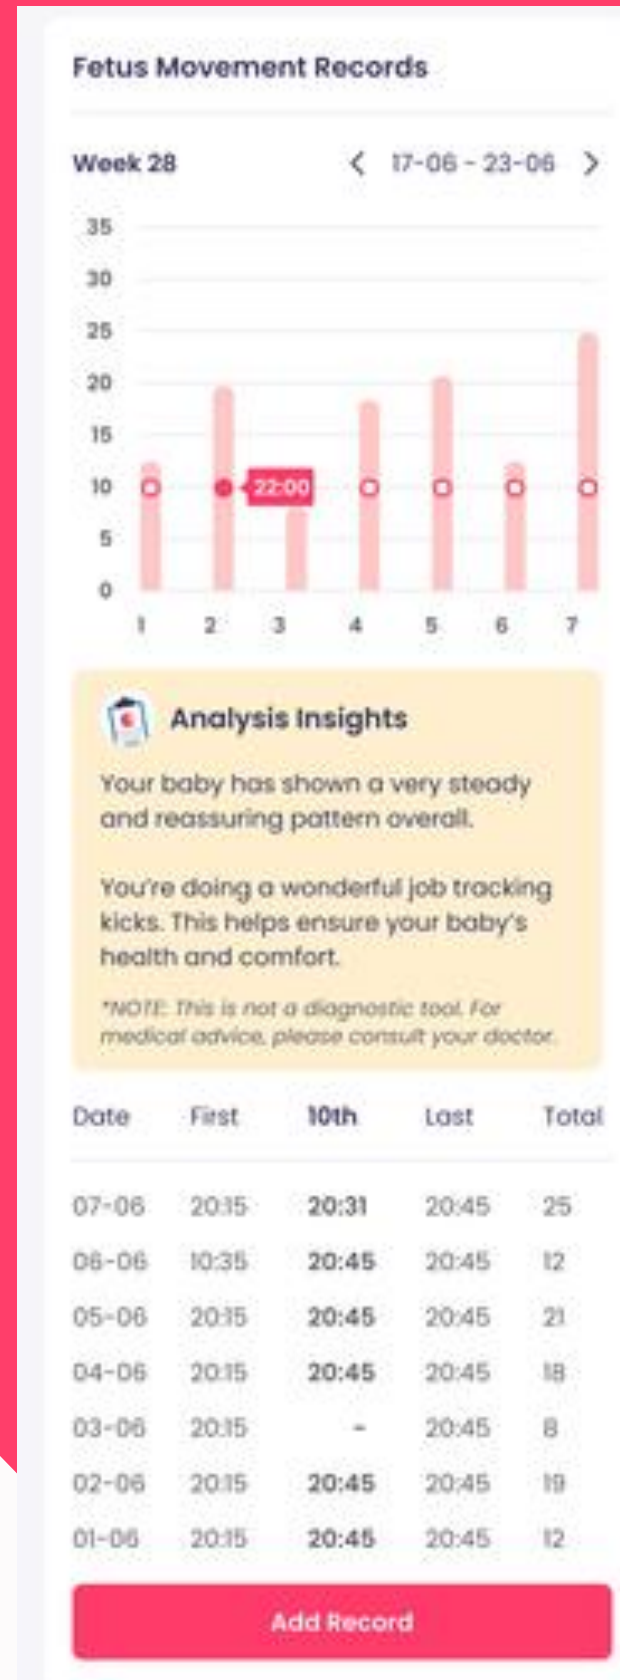 Fetus Movement Records
Week 28 < 17-06 - 23-06 >
35
30
25
20
15
10 22:00
5
0
1 2 3 4 5 6 7
Analysis Insights
Your baby has shown a very steady
and reassuring pattern overall.
You're doing a wonderful job tracking
kicks. This helps ensure your baby's
health and comfort.
*NOTE: This is not a diagnostic tool. For
medical advice, please consult your doctor.
Date First 10th Last Total
07-06 20:15 20:31 20:45 25
06-06 10:35 20:45 20:45 12
05-06 20:15 20:45 20:45 21
04-06 20:15 20:45 20:45 18
03-06 20:15 - 20:45 8
02-06 20:15 20:45 20:45 19
01-06 20:15 20:45 20:45 12
Add Record